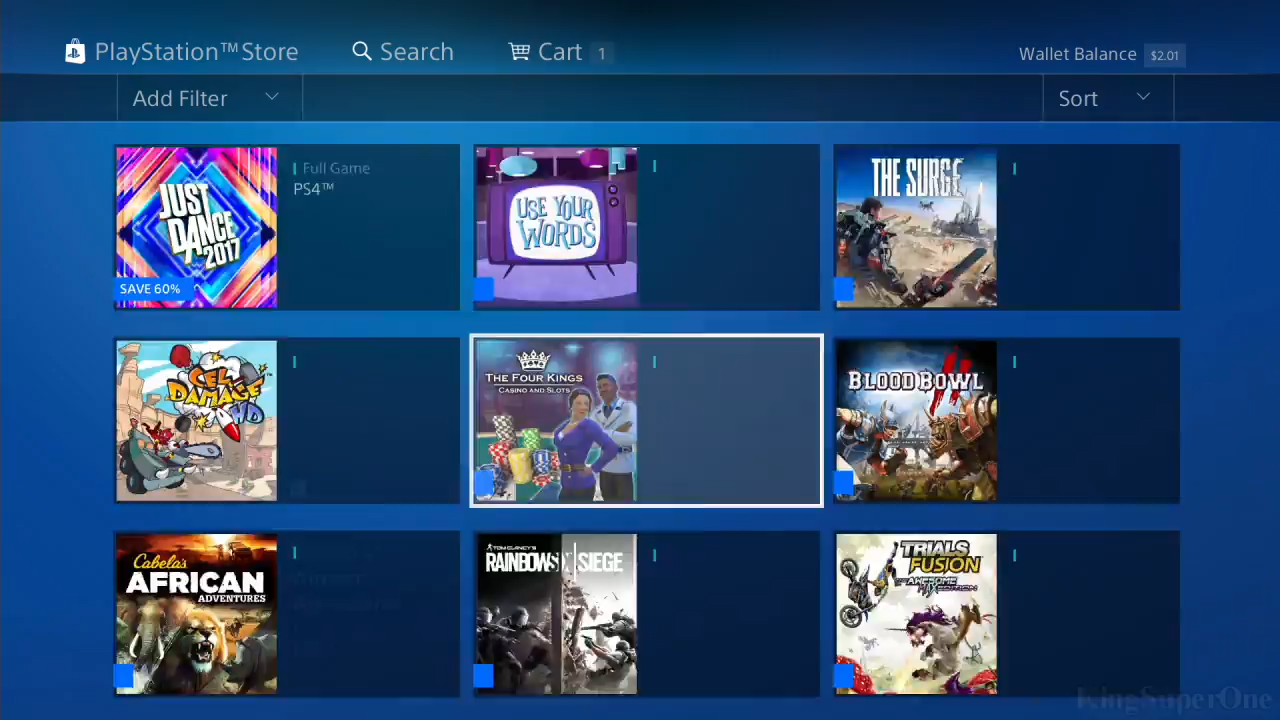 PlayStation™Store
Search
Cart 1
Wallet Balance $2.01
Add Filter
Sort
JUST
DANCE
2017
SAVE 60%
Full Game
PS4™
USE YOUR
WORDS
THE SURGE
CEL
DAMAGE
HD
THE FOUR KINGS
CASINO AND SLOTS
BLOOD BOWL
II
Cabela's
AFRICAN
ADVENTURES
TOM CLANCY'S
RAINBOW SIX SIEGE
TRIALS
FUSION
THE AWESOME
MAX EDITION
KingSuperOne